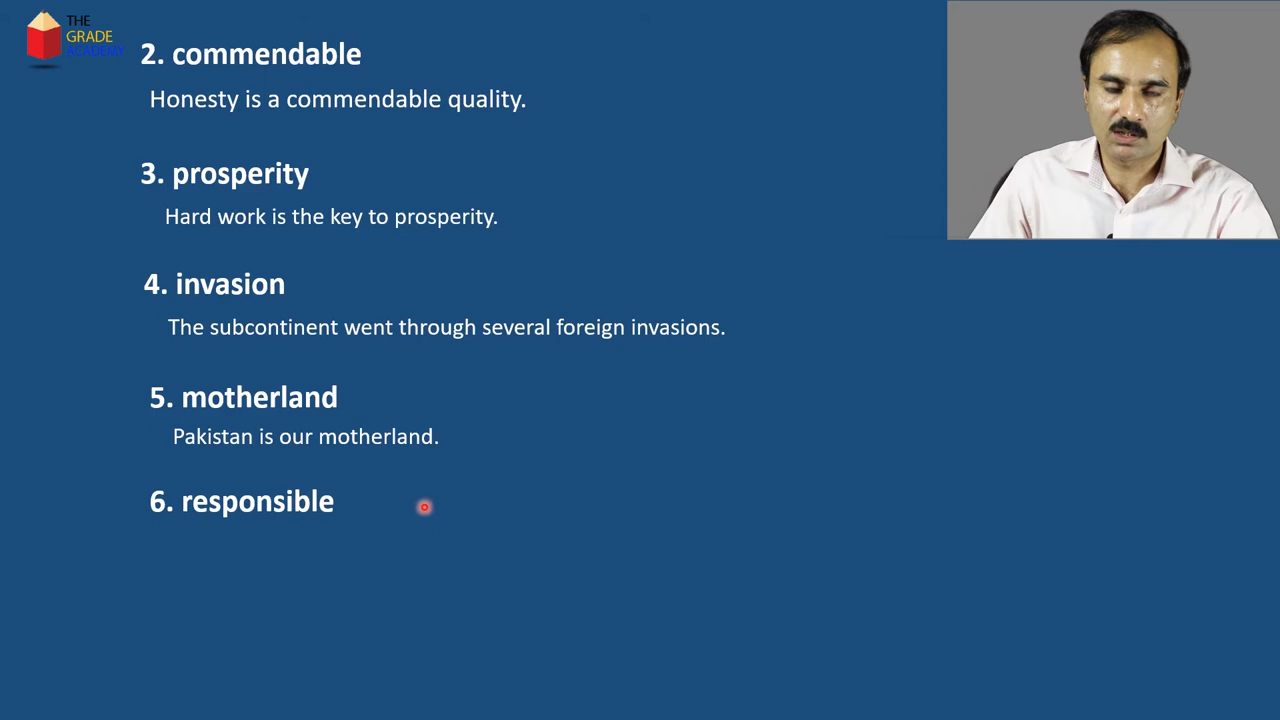 THE
GRADE
ACADEMY
2. commendable
Honesty is a commendable quality.
3. prosperity
Hard work is the key to prosperity.
4. invasion
The subcontinent went through several foreign invasions.
5. motherland
Pakistan is our motherland.
6. responsible